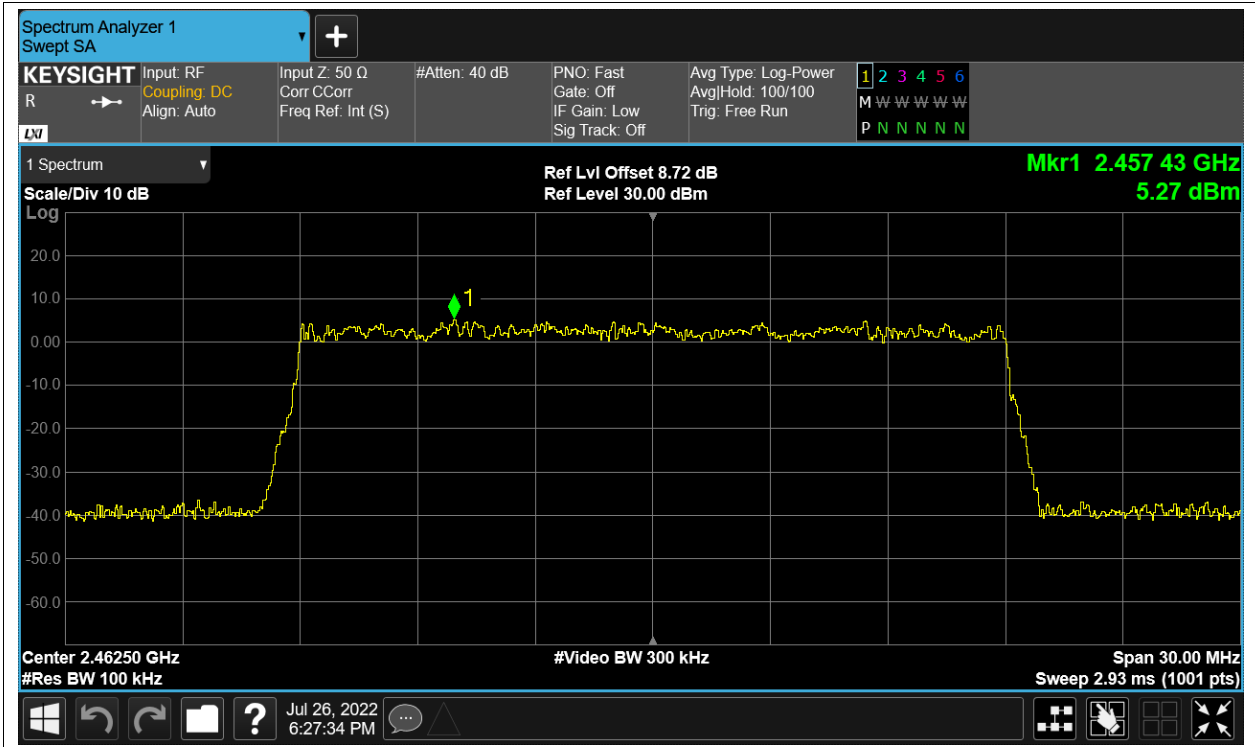 Spectrum Analyzer 1
Swept SA
+
KEYSIGHT
R
LXI
Input: RF
Coupling: DC
Align: Auto
Input Z: 50 Ω
Corr CCorr
Freq Ref: Int (S)
#Atten: 40 dB
PNO: Fast
Gate: Off
IF Gain: Low
Sig Track: Off
Avg Type: Log-Power
Avg|Hold: 100/100
Trig: Free Run
1 2 3 4 5 6
M W W W W W
P N N N N N
1 Spectrum
Scale/Div 10 dB
Log
Ref Lvl Offset 8.72 dB
Ref Level 30.00 dBm
Mkr1 2.457 43 GHz
5.27 dBm
20.0
10.0
0.00
-10.0
-20.0
-30.0
-40.0
-50.0
-60.0
1
Center 2.46250 GHz
#Res BW 100 kHz
#Video BW 300 kHz
Span 30.00 MHz
Sweep 2.93 ms (1001 pts)
?
Jul 26, 2022
6:27:34 PM